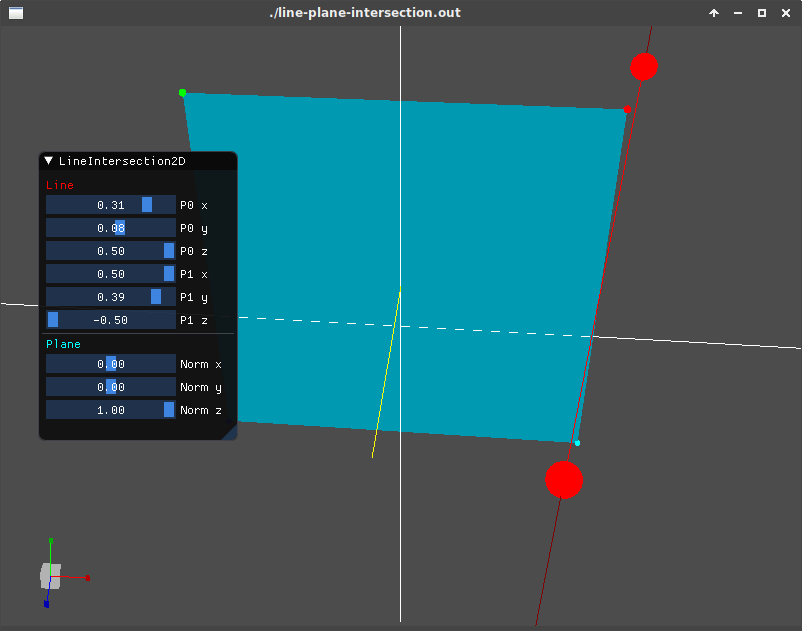 ./line-plane-intersection.out
LineIntersection2D
Line
0.31 P0 x
0.08 P0 y
0.50 P0 z
0.50 P1 x
0.39 P1 y
-0.50 P1 z
Plane
0.00 Norm x
0.00 Norm y
1.00 Norm z